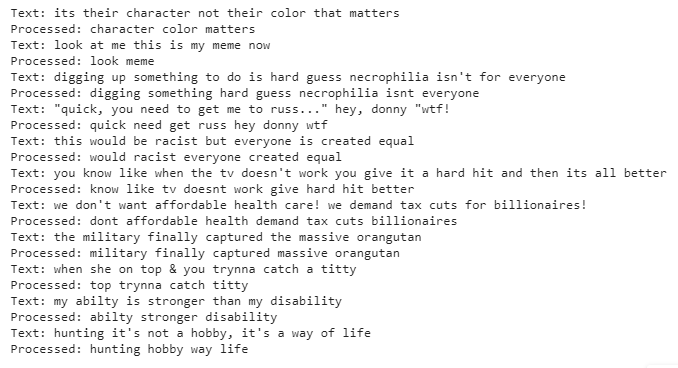 Text: its their character not their color that matters
Processed: character color matters
Text: look at me this is my meme now
Processed: look meme
Text: digging up something to do is hard guess necrophilia isn't for everyone
Processed: digging something hard guess necrophilia isnt everyone
Text: "quick, you need to get me to russ..." hey, donny "wtf!
Processed: quick need get russ hey donny wtf
Text: this would be racist but everyone is created equal
Processed: would racist everyone created equal
Text: you know like when the tv doesn't work you give it a hard hit and then its all better
Processed: know like tv doesnt work give hard hit better
Text: we don't want affordable health care! we demand tax cuts for billionaires!
Processed: dont affordable health demand tax cuts billionaires
Text: the military finally captured the massive orangutan
Processed: military finally captured massive orangutan
Text: when she on top & you trynna catch a titty
Processed: top trynna catch titty
Text: my abilty is stronger than my disability
Processed: abilty stronger disability
Text: hunting it's not a hobby, it's a way of life
Processed: hunting hobby way life